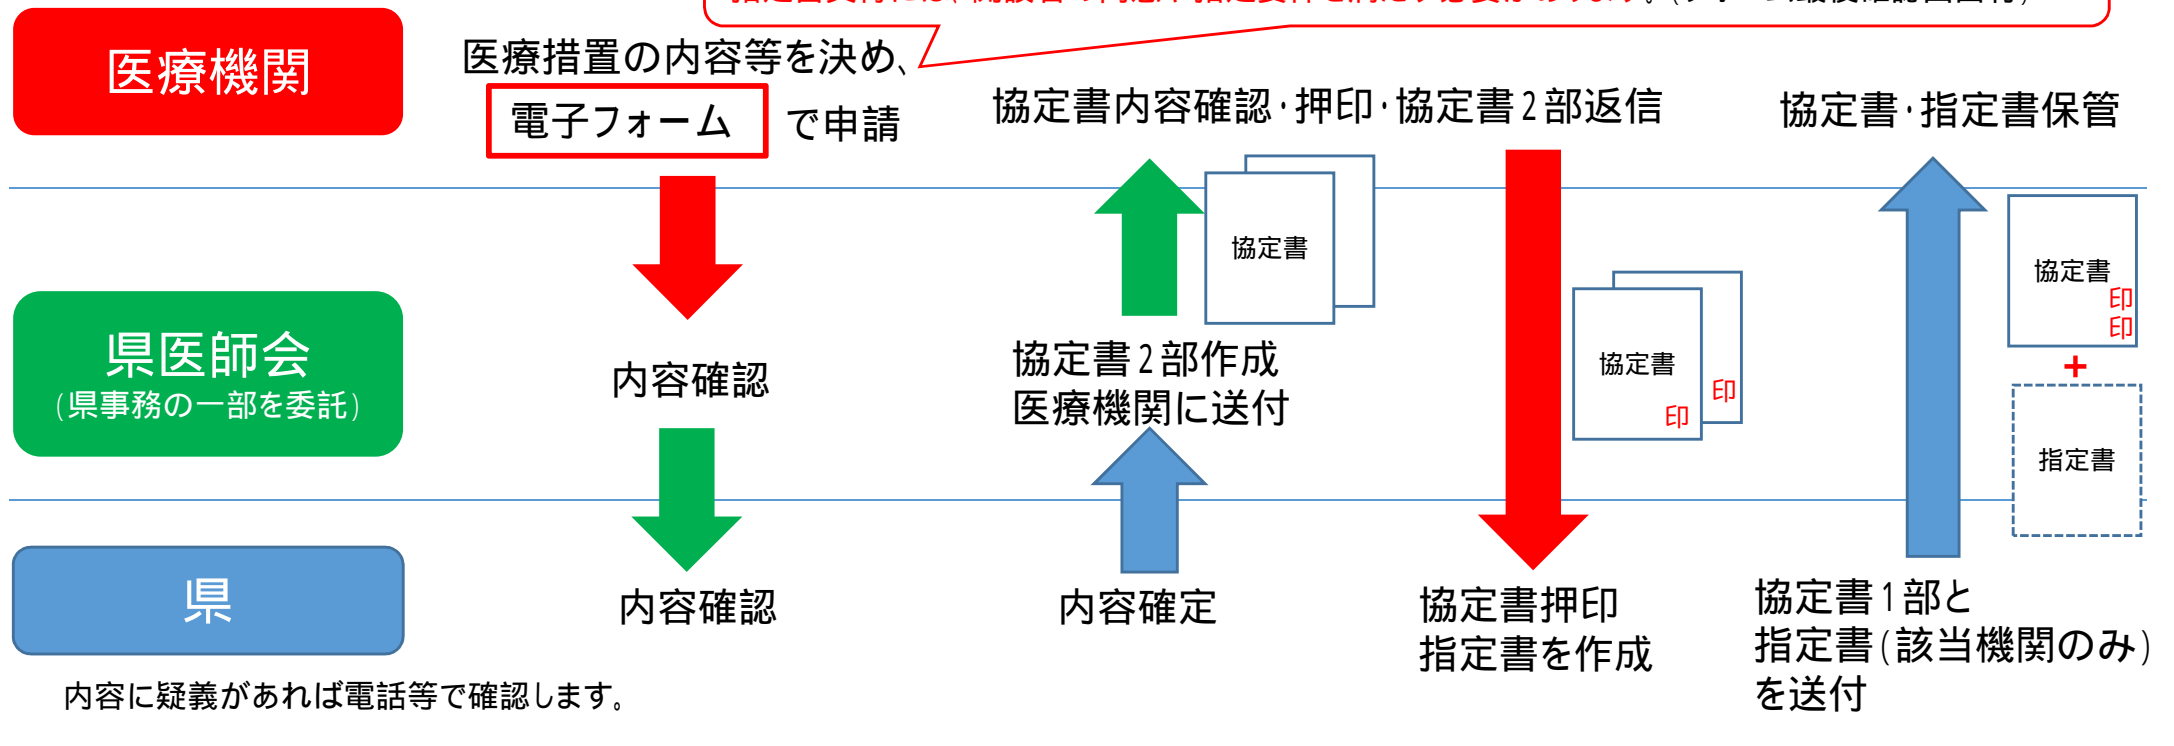 医療機関
医療措置の内容等を決め、
電子フォーム
で申請
協定書内容確認・押印・協定書2部返信
協定書・指定書保管
協定書
協定書
印
印
協定書
印
印
+
指定書
県医師会
(県事務の一部を委託)
内容確認
協定書2部作成
医療機関に送付
県
内容確認
内容確定
協定書押印
指定書を作成
協定書1部と
指定書(該当機関のみ)
を送付
内容に疑義があれば電話等で確認します。